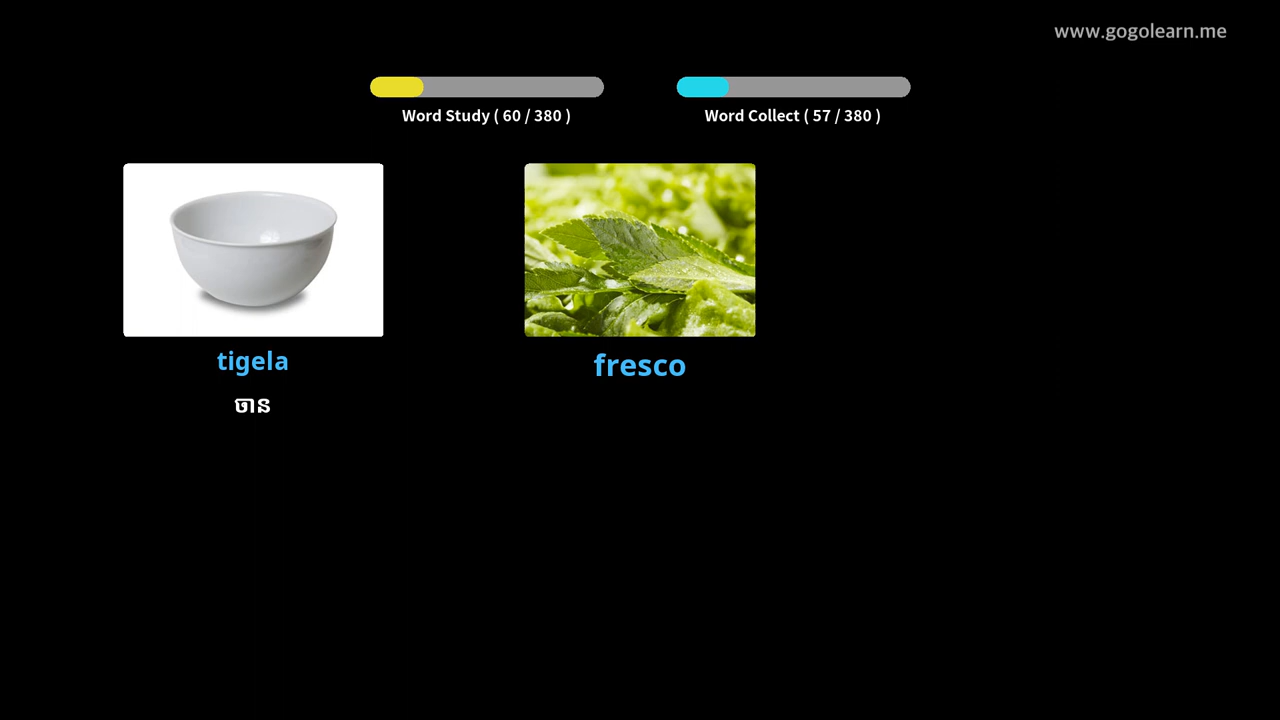 www.gogolearn.me
Word Study ( 60 / 380 )
Word Collect ( 57 / 380 )
tigela
ចាន
fresco